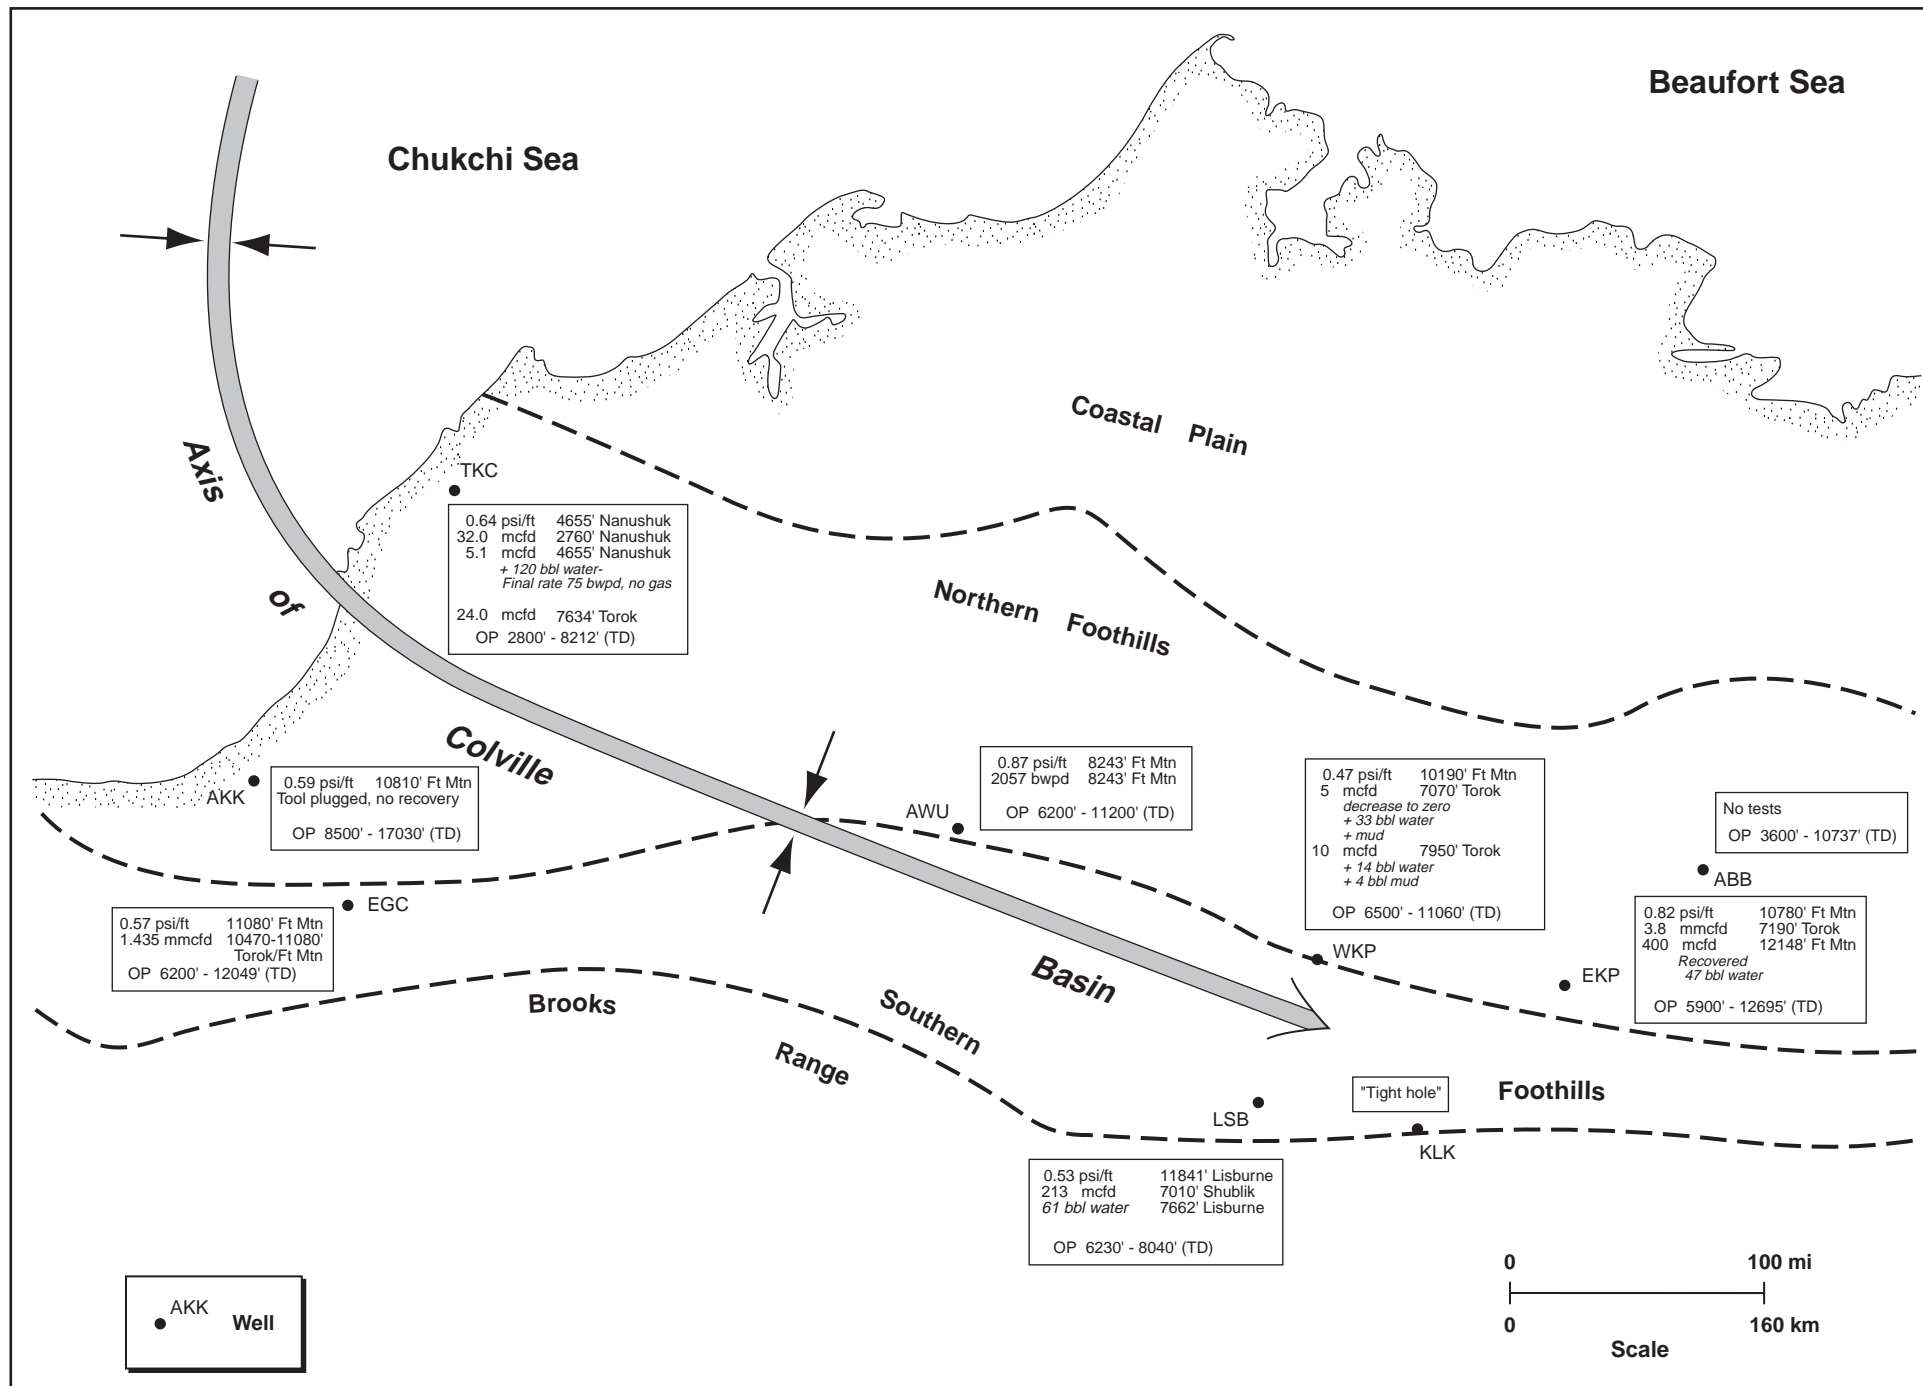 Beaufort Sea
Chukchi Sea
Coastal Plain
Northern Foothills
Axis
of
Colville
Basin
TKC
0.64 psi/ft 4655' Nanushuk
32.0 mcfd 2760' Nanushuk
5.1 mcfd 4655' Nanushuk
+ 120 bbl water-
Final rate 75 bwpd, no gas
24.0 mcfd 7634' Torok
OP 2800' - 8212' (TD)
AKK
0.59 psi/ft 10810' Ft Mtn
Tool plugged, no recovery
OP 8500' - 17030' (TD)
AWU
0.87 psi/ft 8243' Ft Mtn
2057 bwpd 8243' Ft Mtn
OP 6200' - 11200' (TD)
0.47 psi/ft 10190' Ft Mtn
5 mcfd 7070' Torok
decrease to zero
+ 33 bbl water
+ mud
10 mcfd 7950' Torok
+ 14 bbl water
+ 4 bbl mud
OP 6500' - 11060' (TD)
WKP
No tests
OP 3600' - 10737' (TD)
ABB
EGC
0.57 psi/ft 11080' Ft Mtn
1.435 mmcfd 10470-11080'
Torok/Ft Mtn
OP 6200' - 12049' (TD)
EKP
0.82 psi/ft 10780' Ft Mtn
3.8 mmcfd 7190' Torok
400 mcfd 12148' Ft Mtn
Recovered
47 bbl water
OP 5900' - 12695' (TD)
Brooks
Range
Southern
Foothills
"Tight hole"
LSB
KLK
0.53 psi/ft 11841' Lisburne
213 mcfd 7010' Shublik
61 bbl water 7662' Lisburne
OP 6230' - 8040' (TD)
AKK
Well
0 100 mi
0 160 km
Scale